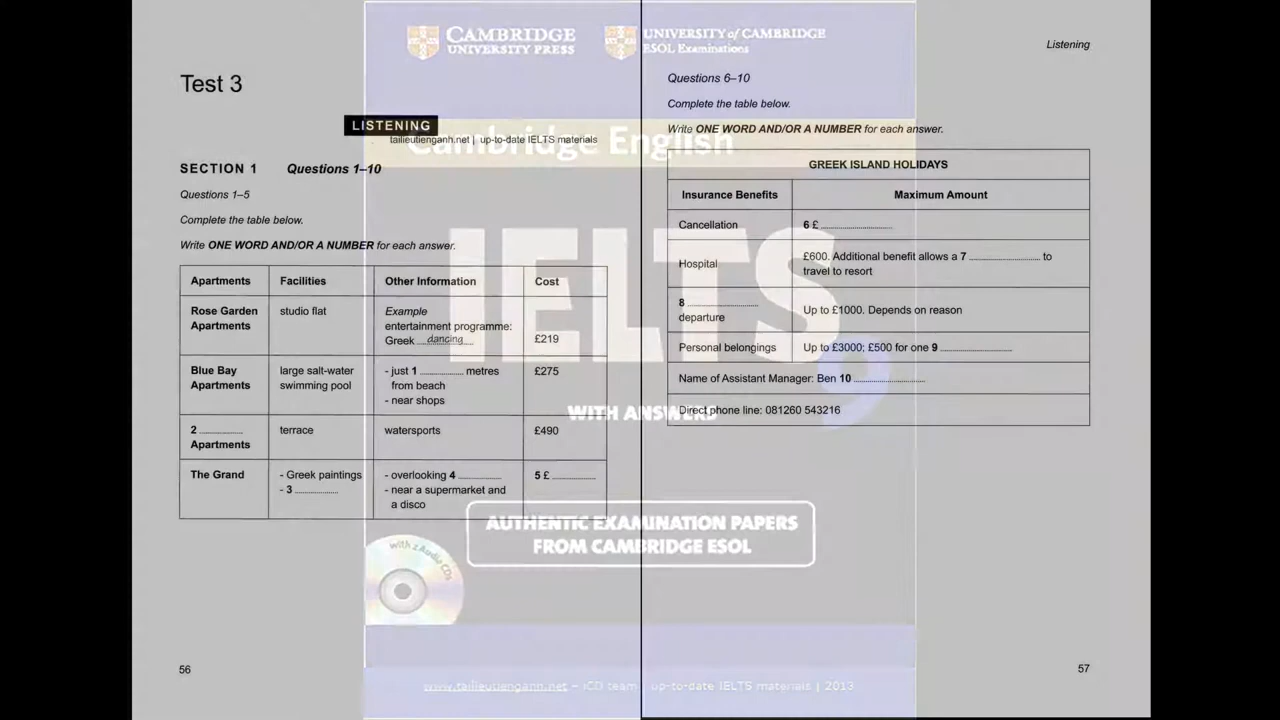 CAMBRIDGE
UNIVERSITY PRESS
UNIVERSITY of CAMBRIDGE
ESOL Examinations
Cambridge English
IELTS
WITH ANSWERS
AUTHENTIC EXAMINATION PAPERS
FROM CAMBRIDGE ESOL
with 2 Audio CDs
www.tailieutienganh.net – iCD team | up-to-date IELTS materials | 2013
Test 3
LISTENING
tailieutienganh.net | up-to-date IELTS materials
SECTION 1 Questions 1–10
Questions 1–5
Complete the table below.
Write ONE WORD AND/OR A NUMBER for each answer.
Apartments Facilities Other Information Cost
Rose Garden Apartments
studio flat
Example
entertainment programme:
Greek ...dancing...
£219
Blue Bay
Apartments
large salt-water
swimming pool
- just 1 .................... metres
from beach
- near shops
£275
2 ....................
Apartments
terrace
watersports
£490
The Grand
- Greek paintings
- 3 ....................
- overlooking 4 ....................
- near a supermarket and
a disco
5 £ ....................
56
Listening
Questions 6–10
Complete the table below.
Write ONE WORD AND/OR A NUMBER for each answer.
GREEK ISLAND HOLIDAYS
Insurance Benefits Maximum Amount
Cancellation 6 £ ....................
Hospital
£600. Additional benefit allows a 7 .................... to
travel to resort
8 ....................
departure
Up to £1000. Depends on reason
Personal belongings Up to £3000; £500 for one 9 ....................
Name of Assistant Manager: Ben 10 ....................
Direct phone line: 081260 543216
57